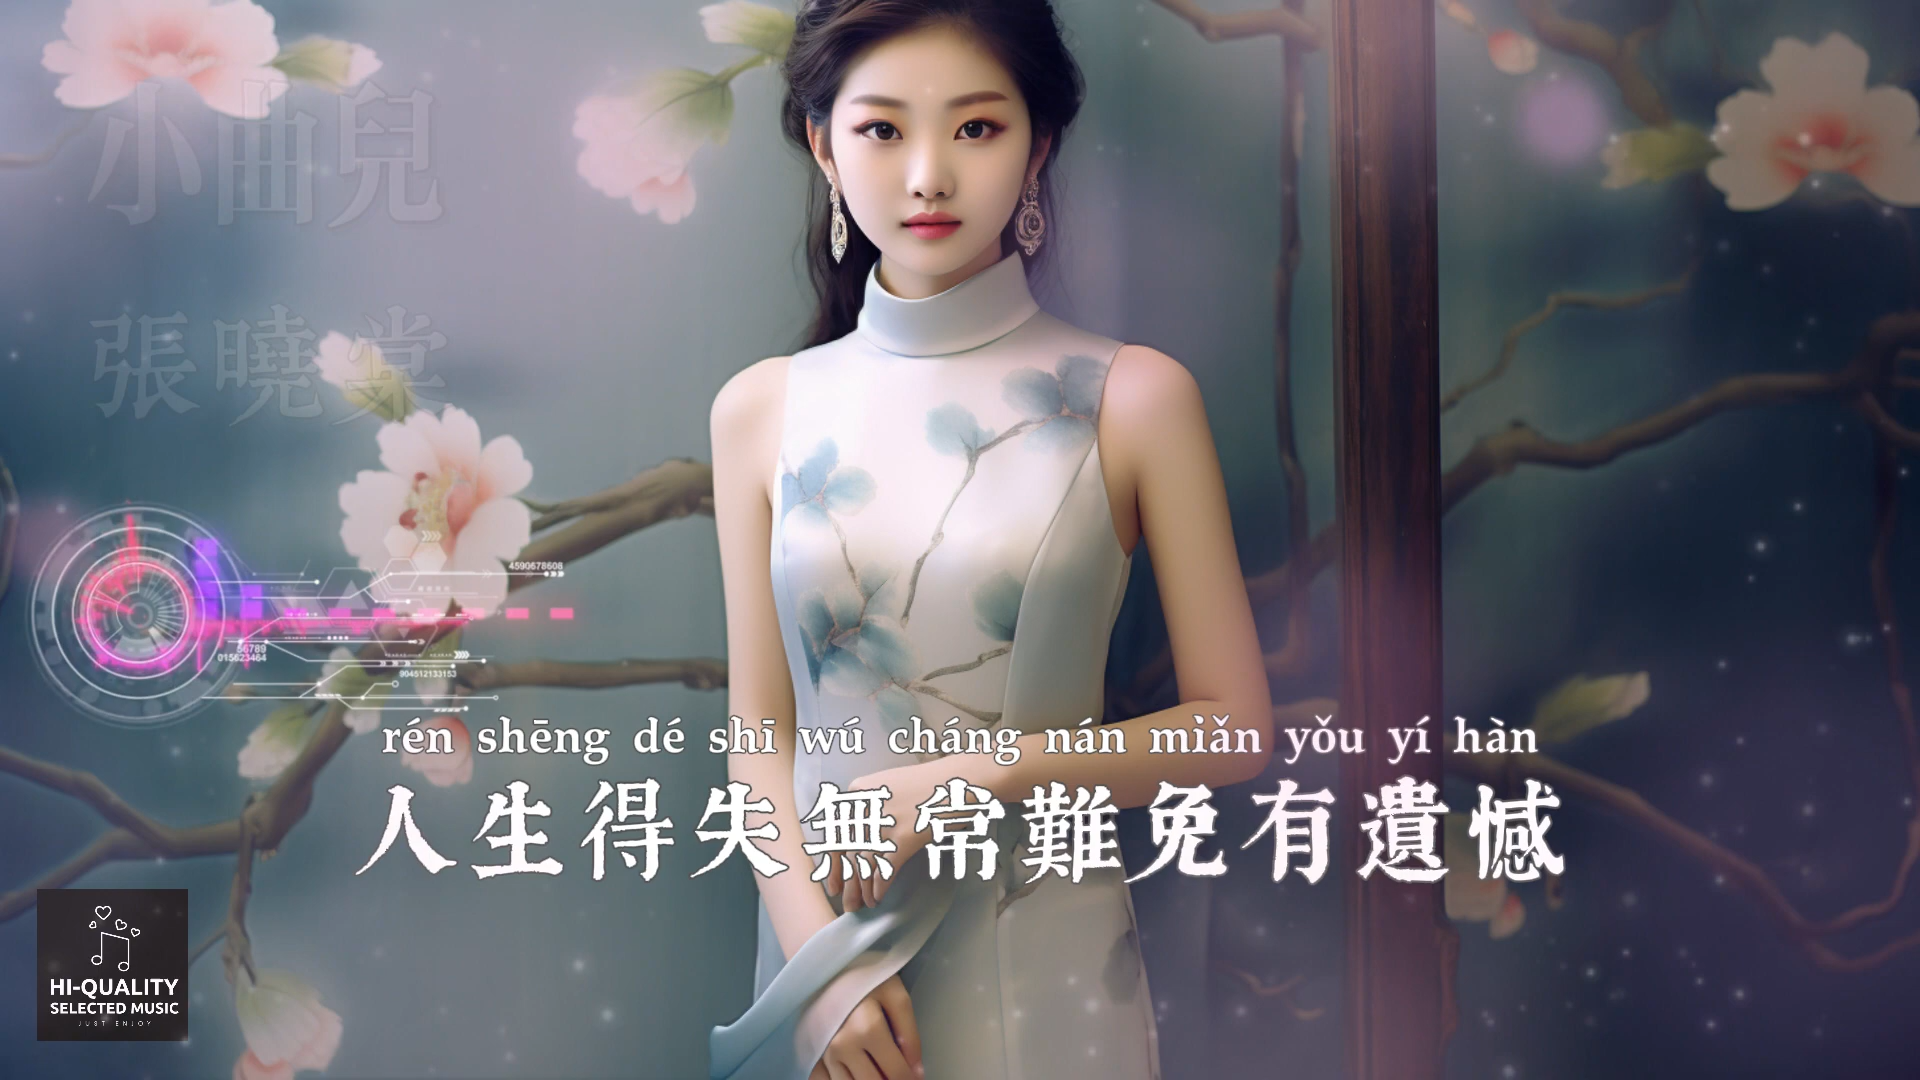 小曲兒
張曉棠
4590678608
56789
015623464
904512133153
rén shēng dé shī wú cháng nán miǎn yǒu yí hàn
人生得失無常難免有遺憾
HI-QUALITY
SELECTED MUSIC
JUST ENJOY